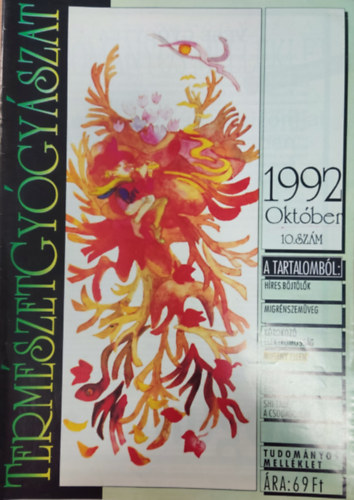 TERMÉSZETGYÓGYÁSZAT
1992
Október
10.SZÁM
A TARTALOMBÓL:
HÍRES BÖJTÖLŐK
MIGRÉNSZEMÜVEG
TUDOMÁNYOS
MELLÉKLET
ÁRA: 69 Ft